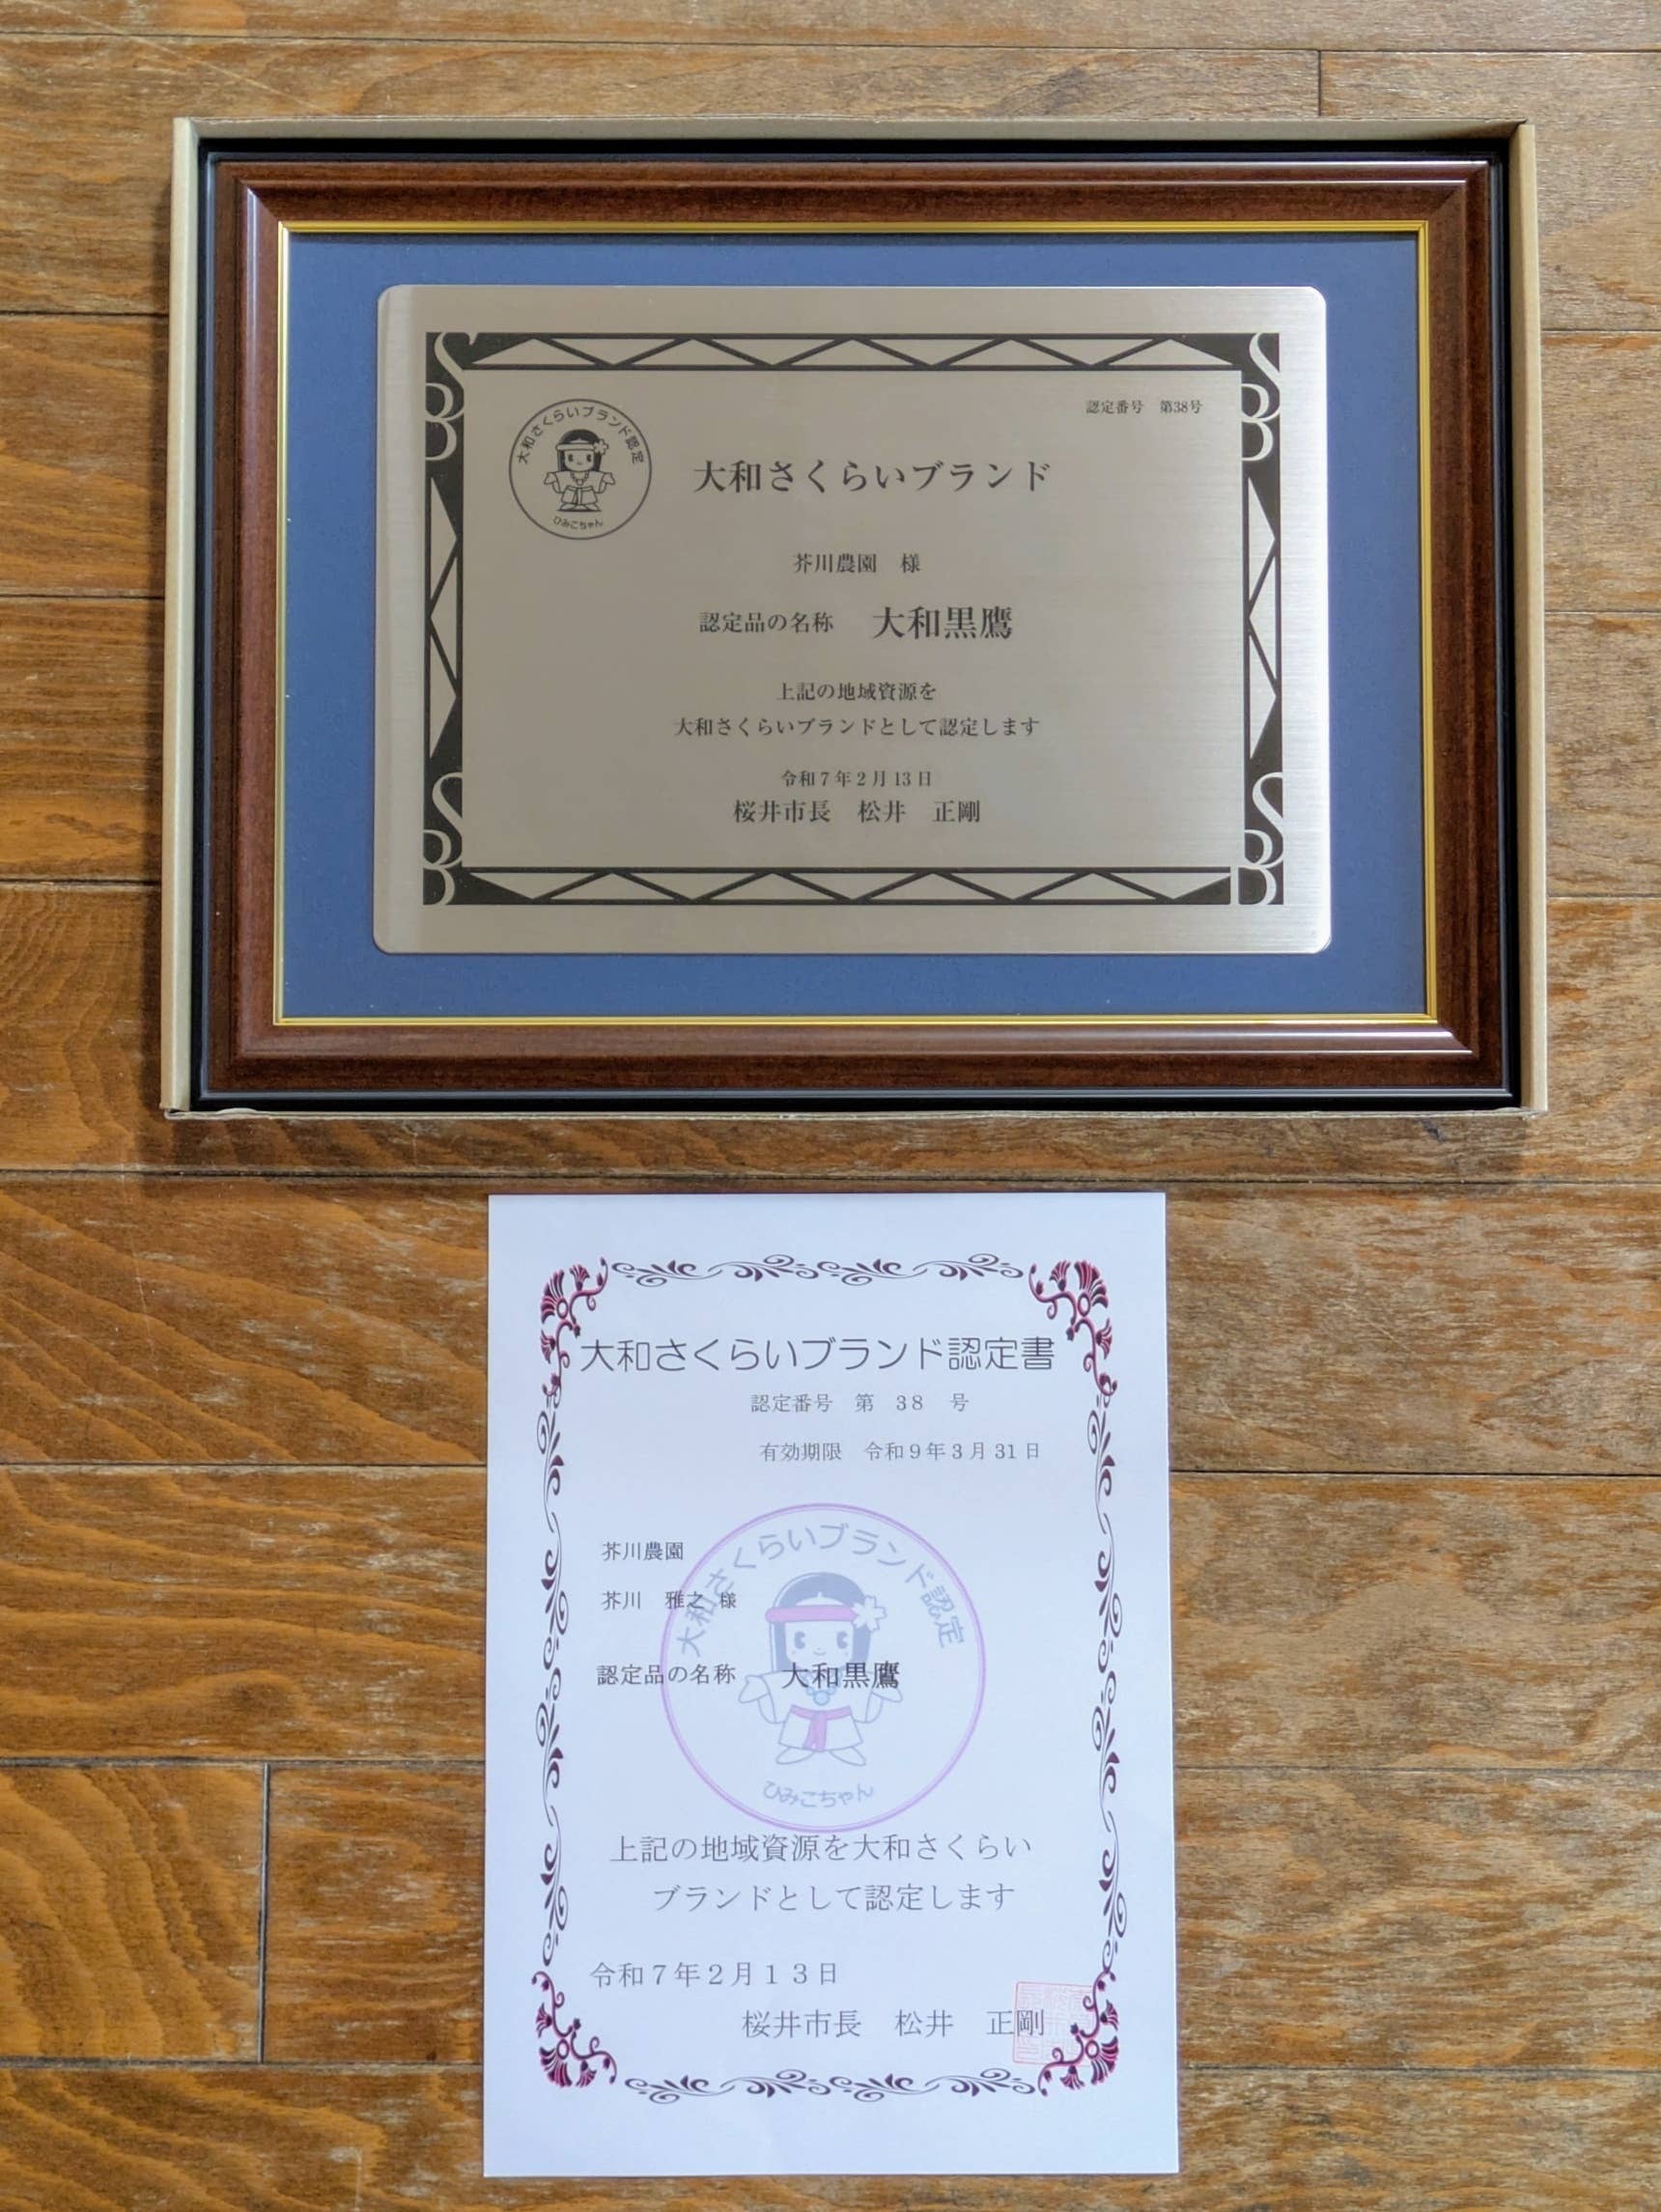 認定番号　第38号
大和さくらいブランド認定
ひみこちゃん
大和さくらいブランド
芥川農園　様
認定品の名称　大和黒鷹
上記の地域資源を
大和さくらいブランドとして認定します
令和7年2月13日
桜井市長　松井　正剛
大和さくらいブランド認定書
認定番号　第　38　号
有効期限　令和9年3月31日
大和さくらいブランド認定
芥川農園
芥川　雅之 様
認定品の名称　大和黒鷹
ひみこちゃん
上記の地域資源を大和さくらい
ブランドとして認定します
令和７年２月１３日
桜井市長　松井　正剛